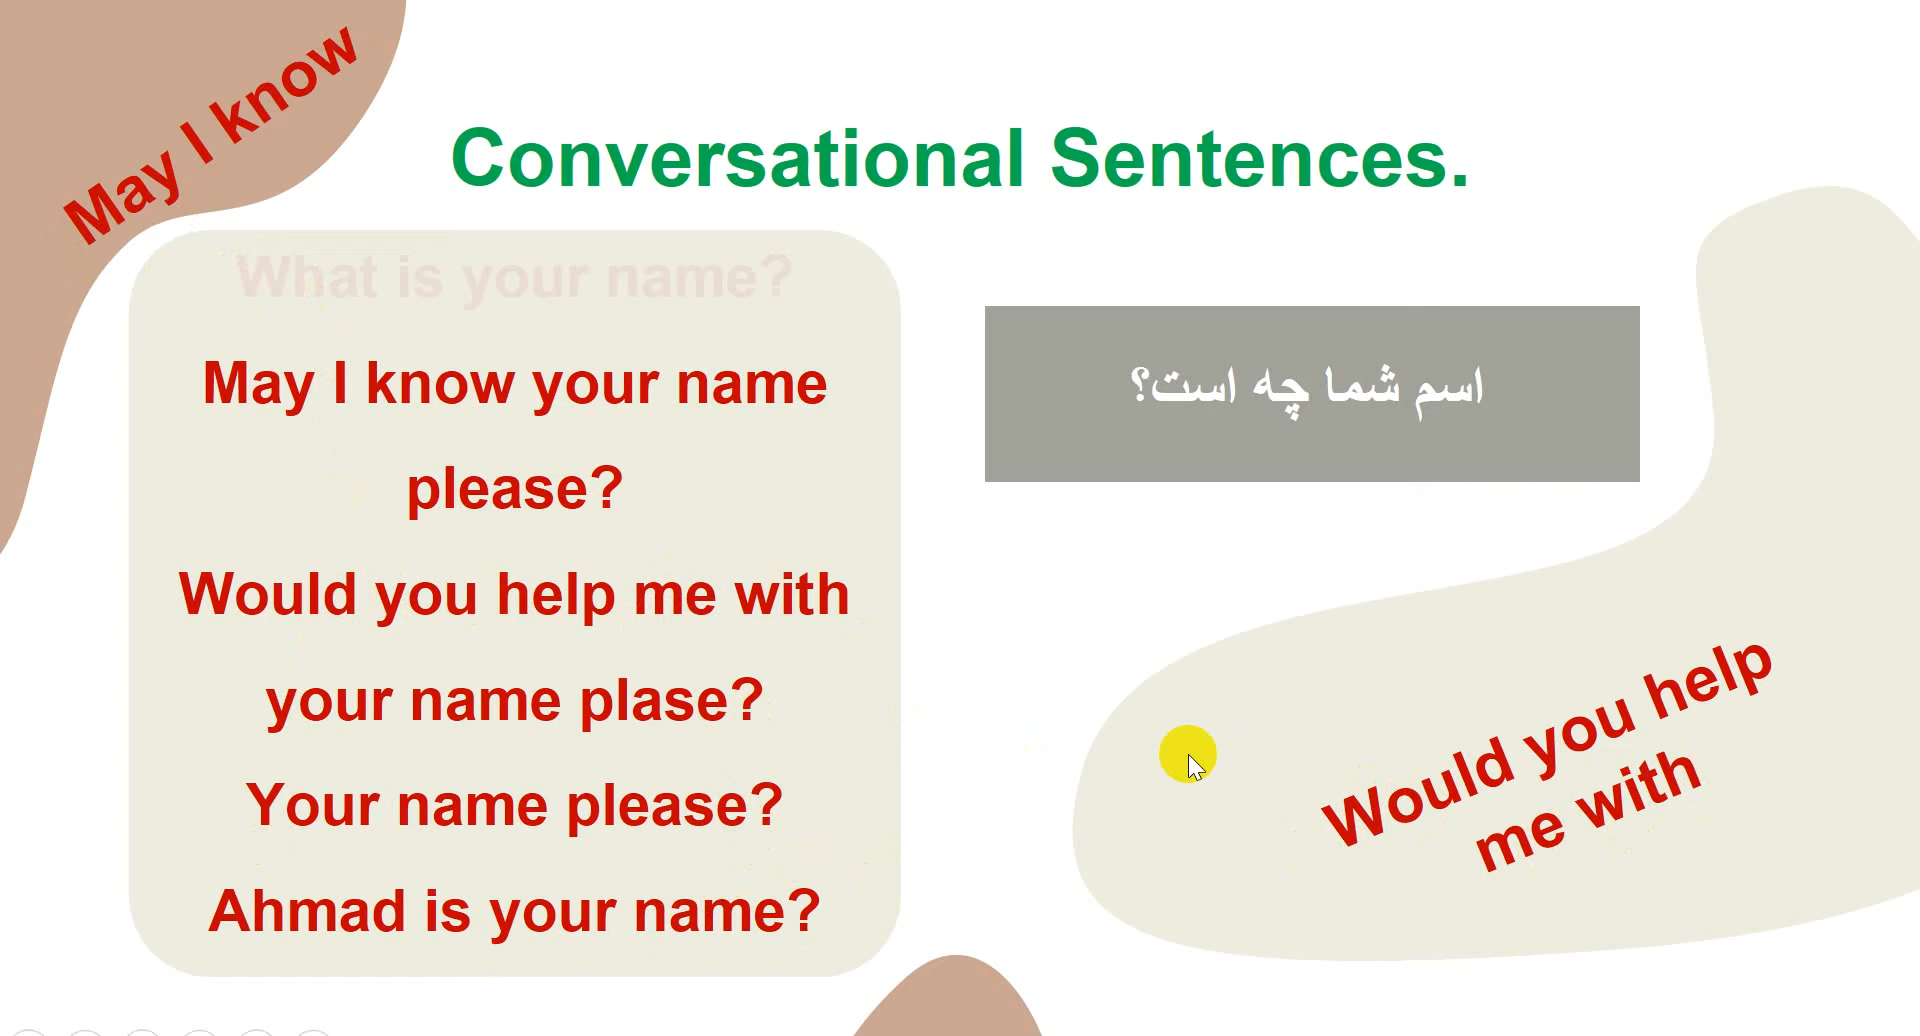 May I know
Conversational Sentences.
What is your name?
May I know your name
please?
Would you help me with
your name plase?
Your name please?
Ahmad is your name?
اسم شما چه است؟
Would you help
me with